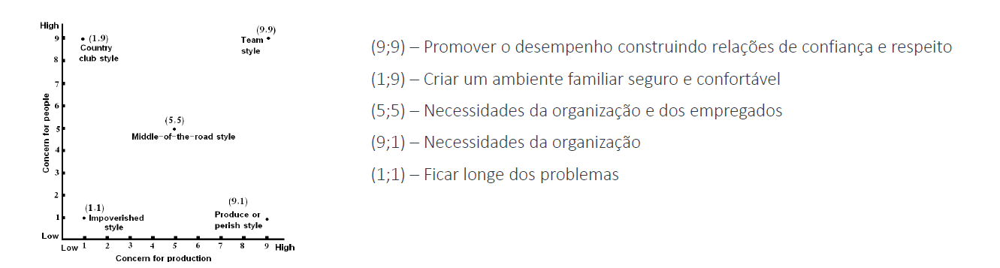 High
9
(1.9)
Country
club style
(9.9)
Team
style
8
7
6
5
(5.5)
Middle-of-the-road style
4
3
2
1
(1.1)
Impoverished
style
(9.1)
Produce or
perish style
Low
Concern for people
Low 1 2 3 4 5 6 7 8 9 High
Concern for production
(9;9) – Promover o desempenho construindo relações de confiança e respeito
(1;9) – Criar um ambiente familiar seguro e confortável
(5;5) – Necessidades da organização e dos empregados
(9;1) – Necessidades da organização
(1;1) – Ficar longe dos problemas